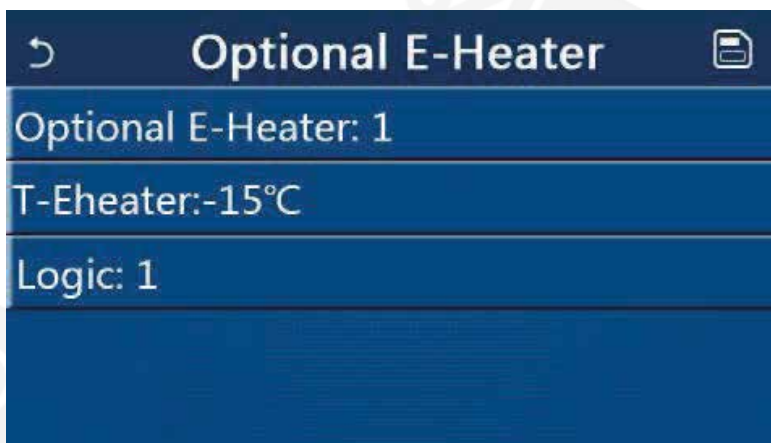 Optional E-Heater
Optional E-Heater: 1
T-Eheater:-15℃
Logic: 1